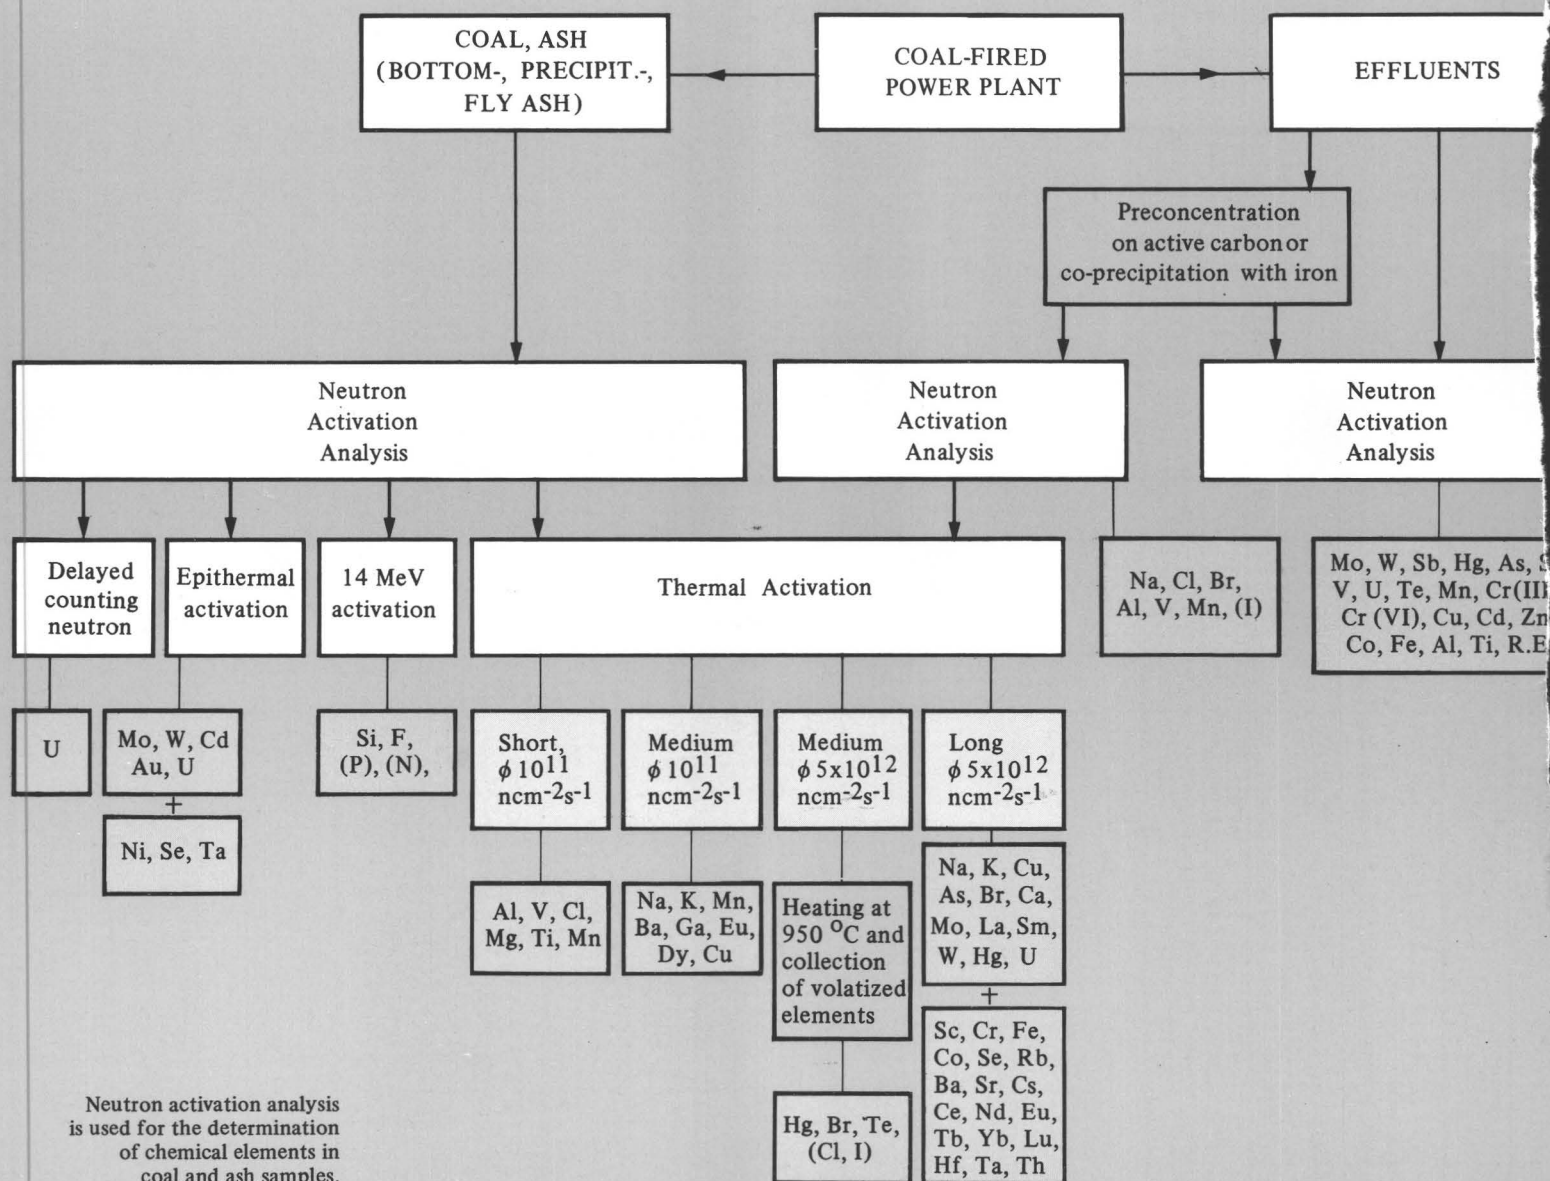 COAL, ASH
(BOTTOM-, PRECIPIT.-,
FLY ASH)
COAL-FIRED
POWER PLANT
EFFLUENTS
Preconcentration
on active carbon or
co-precipitation with iron
Neutron
Activation
Analysis
Neutron
Activation
Analysis
Neutron
Activation
Analysis
Delayed
counting
neutron
Epithermal
activation
14 MeV
activation
Thermal Activation
Na, Cl, Br,
Al, V, Mn, (I)
Mo, W, Sb, Hg, As,
V, U, Te, Mn, Cr(III
Cr (VI), Cu, Cd, Zn
Co, Fe, Al, Ti, R.E
U
Mo, W, Cd
Au, U
+
Ni, Se, Ta
Si, F,
(P), (N),
Short,
ϕ 10¹¹
ncm⁻²s⁻¹
Medium
ϕ 10¹¹
ncm⁻²s⁻¹
Medium
ϕ 5x10¹²
ncm⁻²s⁻¹
Long
ϕ 5x10¹²
ncm⁻²s⁻¹
Al, V, Cl,
Mg, Ti, Mn
Na, K, Mn,
Ba, Ga, Eu,
Dy, Cu
Heating at
950 °C and
collection
of volatized
elements
Hg, Br, Te,
(Cl, I)
Na, K, Cu,
As, Br, Ca,
Mo, La, Sm,
W, Hg, U
+
Sc, Cr, Fe,
Co, Se, Rb,
Ba, Sr, Cs,
Ce, Nd, Eu,
Tb, Yb, Lu,
Hf, Ta, Th
Neutron activation analysis
is used for the determination
of chemical elements in
coal and ash samples.